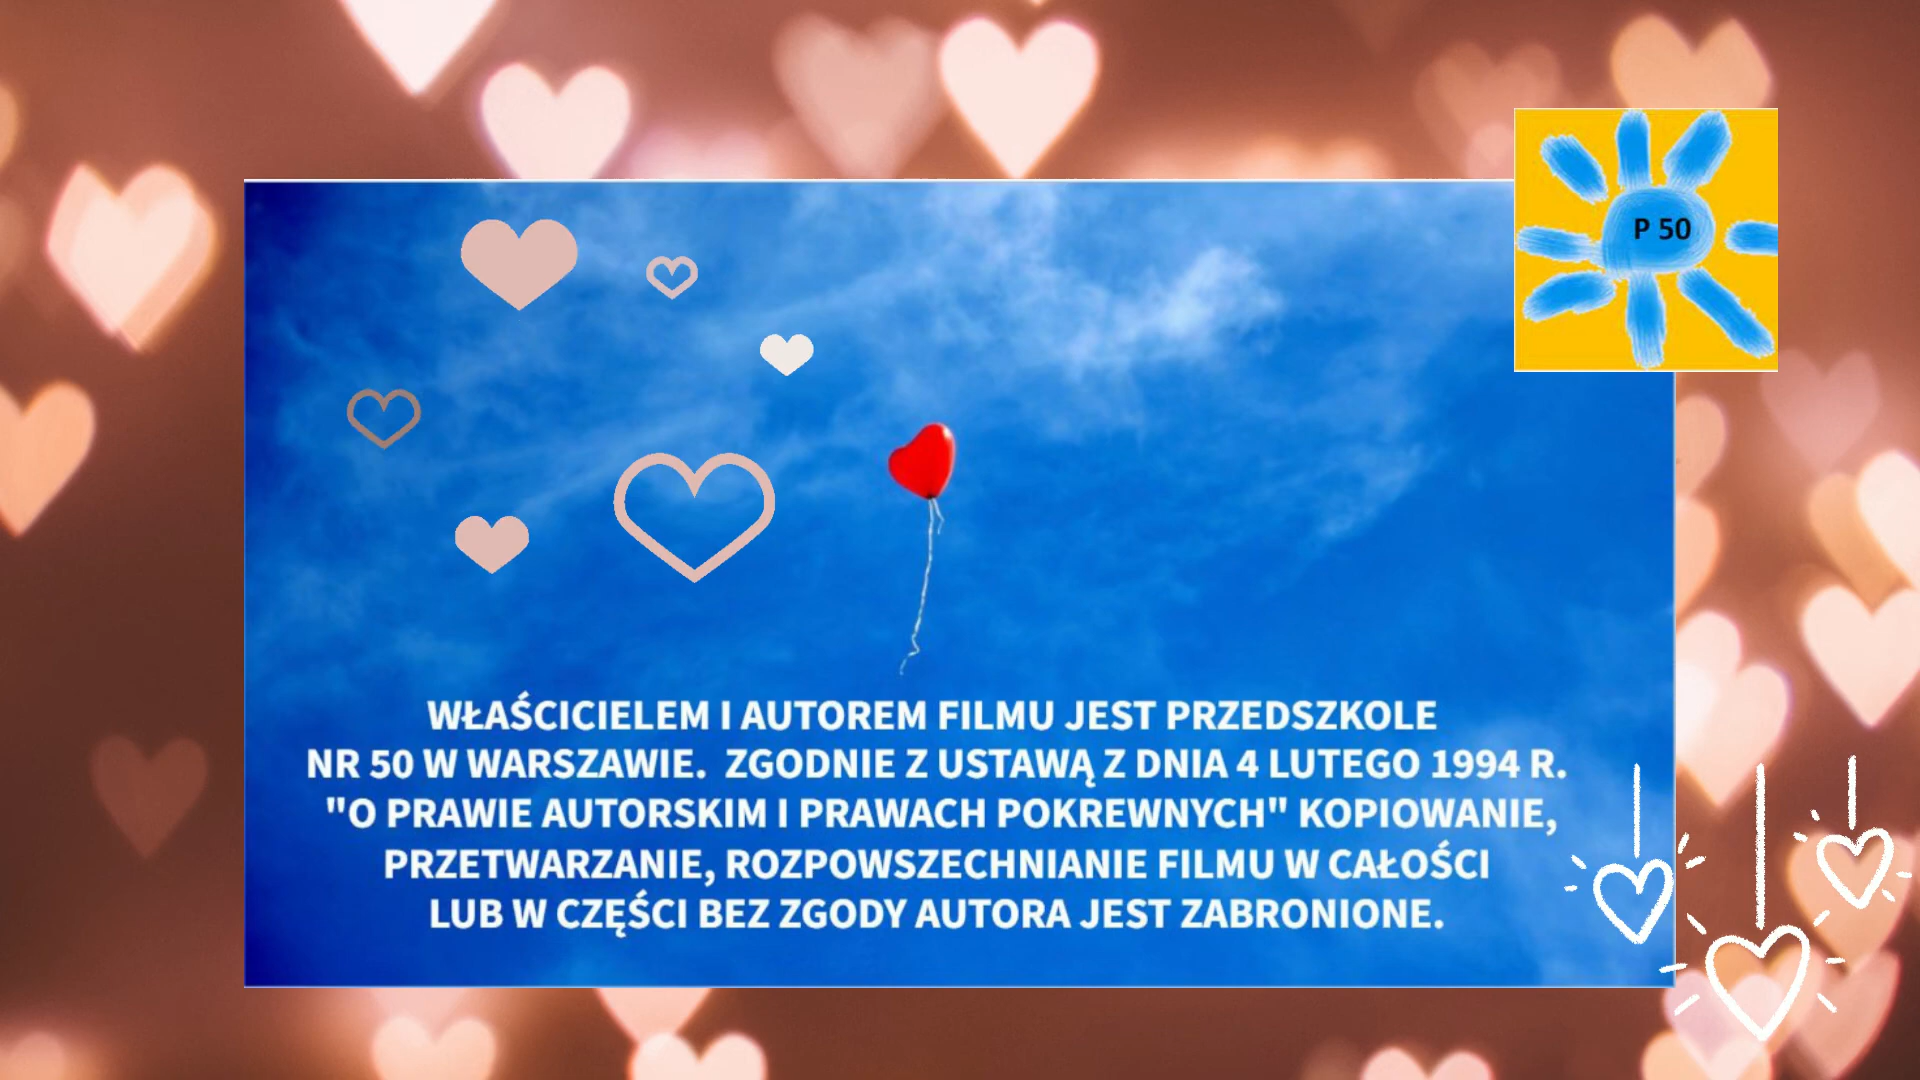 P 50
WŁAŚCICIELEM I AUTOREM FILMU JEST PRZEDSZKOLE
NR 50 W WARSZAWIE.  ZGODNIE Z USTAWĄ Z DNIA 4 LUTEGO 1994 R.
"O PRAWIE AUTORSKIM I PRAWACH POKREWNYCH" KOPIOWANIE,
PRZETWARZANIE, ROZPOWSZECHNIANIE FILMU W CAŁOŚCI
LUB W CZĘŚCI BEZ ZGODY AUTORA JEST ZABRONIONE.